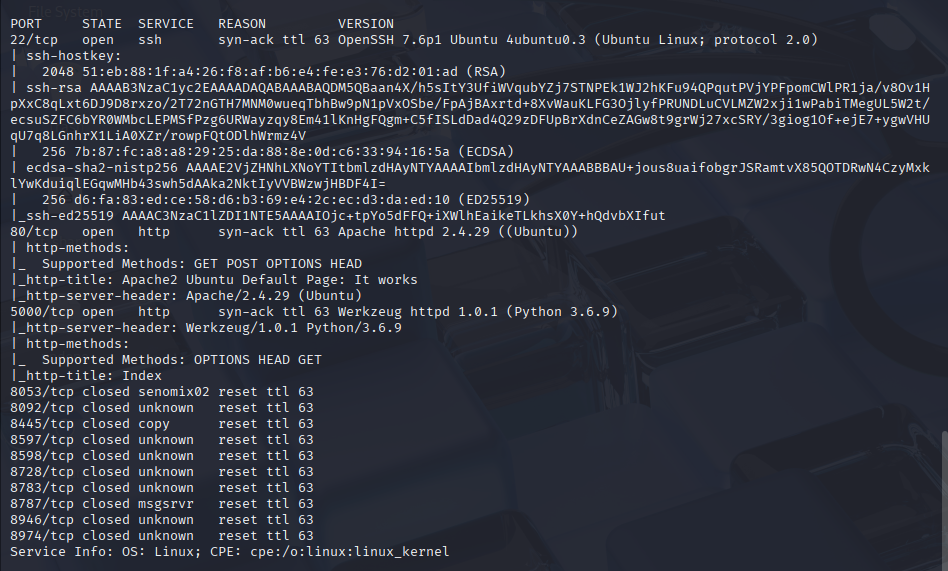 File System
PORT     STATE  SERVICE   REASON         VERSION
22/tcp   open   ssh       syn-ack ttl 63 OpenSSH 7.6p1 Ubuntu 4ubuntu0.3 (Ubuntu Linux; protocol 2.0)
| ssh-hostkey:
|   2048 51:eb:88:1f:a4:26:f8:af:b6:e4:fe:e3:76:d2:01:ad (RSA)
| ssh-rsa AAAAB3NzaC1yc2EAAAADAQABAAABAQDM5QBaan4X/h5sItY3UfiWVqubYZj7STNPEk1WJ2hKFu94QPqutPVjYPFpomCWlPR1ja/v8Ov1H
pXxC8qLxt6DJ9D8rxzo/2T72nGTH7MNM0wueqTbhBw9pN1pVxOSbe/FpAjBAxrtd+8XvWauKLFG3OjlyfPRUNDLuCVLMZW2xji1wPabiTMegUL5W2t/
ecsuSZFC6bYR0WMbcLEPMSfPzg6URWayzqy8Em41lKnHgFQgm+C5fISLdDad4Q29zDFUpBrXdnCeZAGw8t9grWj27xcSRY/3giog1Of+ejE7+ygwVHU
qU7q8LGnhrX1LiA0XZr/rowpFQtODlhWrmz4V
|   256 7b:87:fc:a8:a8:29:25:da:88:8e:0d:c6:33:94:16:5a (ECDSA)
| ecdsa-sha2-nistp256 AAAAE2VjZHNhLXNoYTItbmlzdHAyNTYAAAAIbmlzdHAyNTYAAABBBAU+jous8uaifobgrJSRamtvX85QOTDRwN4CzyMxk
lYwKduiqlEGqwMHb43swh5dAAka2NktIyVVBWzwjHBDF4I=
|   256 d6:fa:83:ed:ce:58:d6:b3:69:e4:2c:ec:d3:da:ed:10 (ED25519)
|_ssh-ed25519 AAAAC3NzaC1lZDI1NTE5AAAAIOjc+tpYo5dFFQ+iXWlhEaikeTLkhsX0Y+hQdvbXIfut
80/tcp   open   http      syn-ack ttl 63 Apache httpd 2.4.29 ((Ubuntu))
| http-methods:
|_  Supported Methods: GET POST OPTIONS HEAD
|_http-title: Apache2 Ubuntu Default Page: It works
|_http-server-header: Apache/2.4.29 (Ubuntu)
5000/tcp open   http      syn-ack ttl 63 Werkzeug httpd 1.0.1 (Python 3.6.9)
|_http-server-header: Werkzeug/1.0.1 Python/3.6.9
| http-methods:
|_  Supported Methods: OPTIONS HEAD GET
|_http-title: Index
8053/tcp closed senomix02 reset ttl 63
8092/tcp closed unknown   reset ttl 63
8445/tcp closed copy      reset ttl 63
8597/tcp closed unknown   reset ttl 63
8598/tcp closed unknown   reset ttl 63
8728/tcp closed unknown   reset ttl 63
8783/tcp closed unknown   reset ttl 63
8787/tcp closed msgsrvr   reset ttl 63
8946/tcp closed unknown   reset ttl 63
8974/tcp closed unknown   reset ttl 63
Service Info: OS: Linux; CPE: cpe:/o:linux:linux_kernel